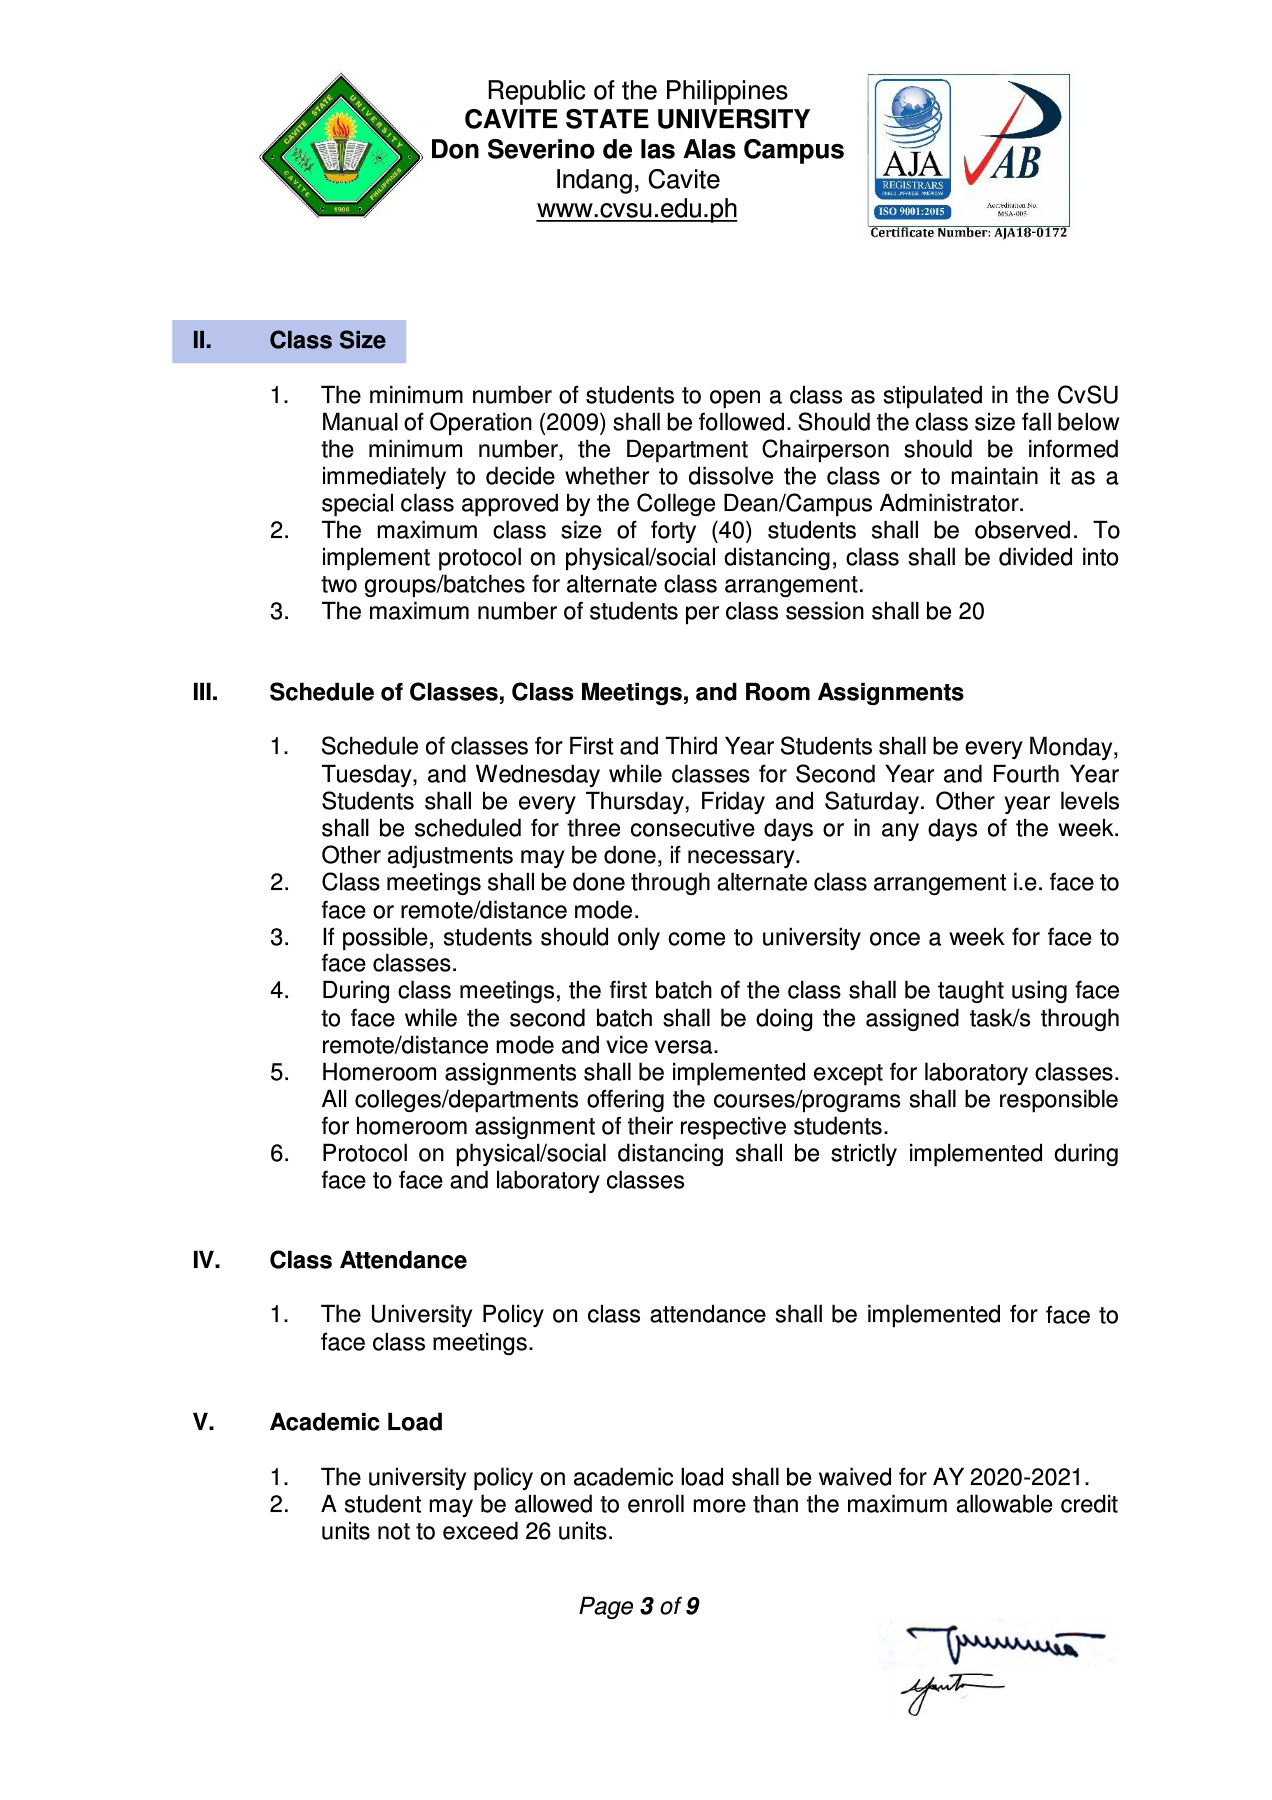 Republic of the Philippines
CAVITE STATE UNIVERSITY
Don Severino de las Alas Campus
Indang, Cavite
www.cvsu.edu.ph
CAVITE STATE UNIVERSITY
CAVITE
1906
PHILIPPINES
AJA
REGISTRARS
ANGLO JAPANESE AMERICAN
ISO 9001:2015
PAB
Accreditation No.
MSA-005
Certificate Number: AJA18-0172
II. Class Size
1. The minimum number of students to open a class as stipulated in the CvSU
Manual of Operation (2009) shall be followed. Should the class size fall below
the minimum number, the Department Chairperson should be informed
immediately to decide whether to dissolve the class or to maintain it as a
special class approved by the College Dean/Campus Administrator.
2. The maximum class size of forty (40) students shall be observed. To
implement protocol on physical/social distancing, class shall be divided into
two groups/batches for alternate class arrangement.
3. The maximum number of students per class session shall be 20
III. Schedule of Classes, Class Meetings, and Room Assignments
1. Schedule of classes for First and Third Year Students shall be every Monday,
Tuesday, and Wednesday while classes for Second Year and Fourth Year
Students shall be every Thursday, Friday and Saturday. Other year levels
shall be scheduled for three consecutive days or in any days of the week.
Other adjustments may be done, if necessary.
2. Class meetings shall be done through alternate class arrangement i.e. face to
face or remote/distance mode.
3. If possible, students should only come to university once a week for face to
face classes.
4. During class meetings, the first batch of the class shall be taught using face
to face while the second batch shall be doing the assigned task/s through
remote/distance mode and vice versa.
5. Homeroom assignments shall be implemented except for laboratory classes.
All colleges/departments offering the courses/programs shall be responsible
for homeroom assignment of their respective students.
6. Protocol on physical/social distancing shall be strictly implemented during
face to face and laboratory classes
IV. Class Attendance
1. The University Policy on class attendance shall be implemented for face to
face class meetings.
V. Academic Load
1. The university policy on academic load shall be waived for AY 2020-2021.
2. A student may be allowed to enroll more than the maximum allowable credit
units not to exceed 26 units.
Page 3 of 9